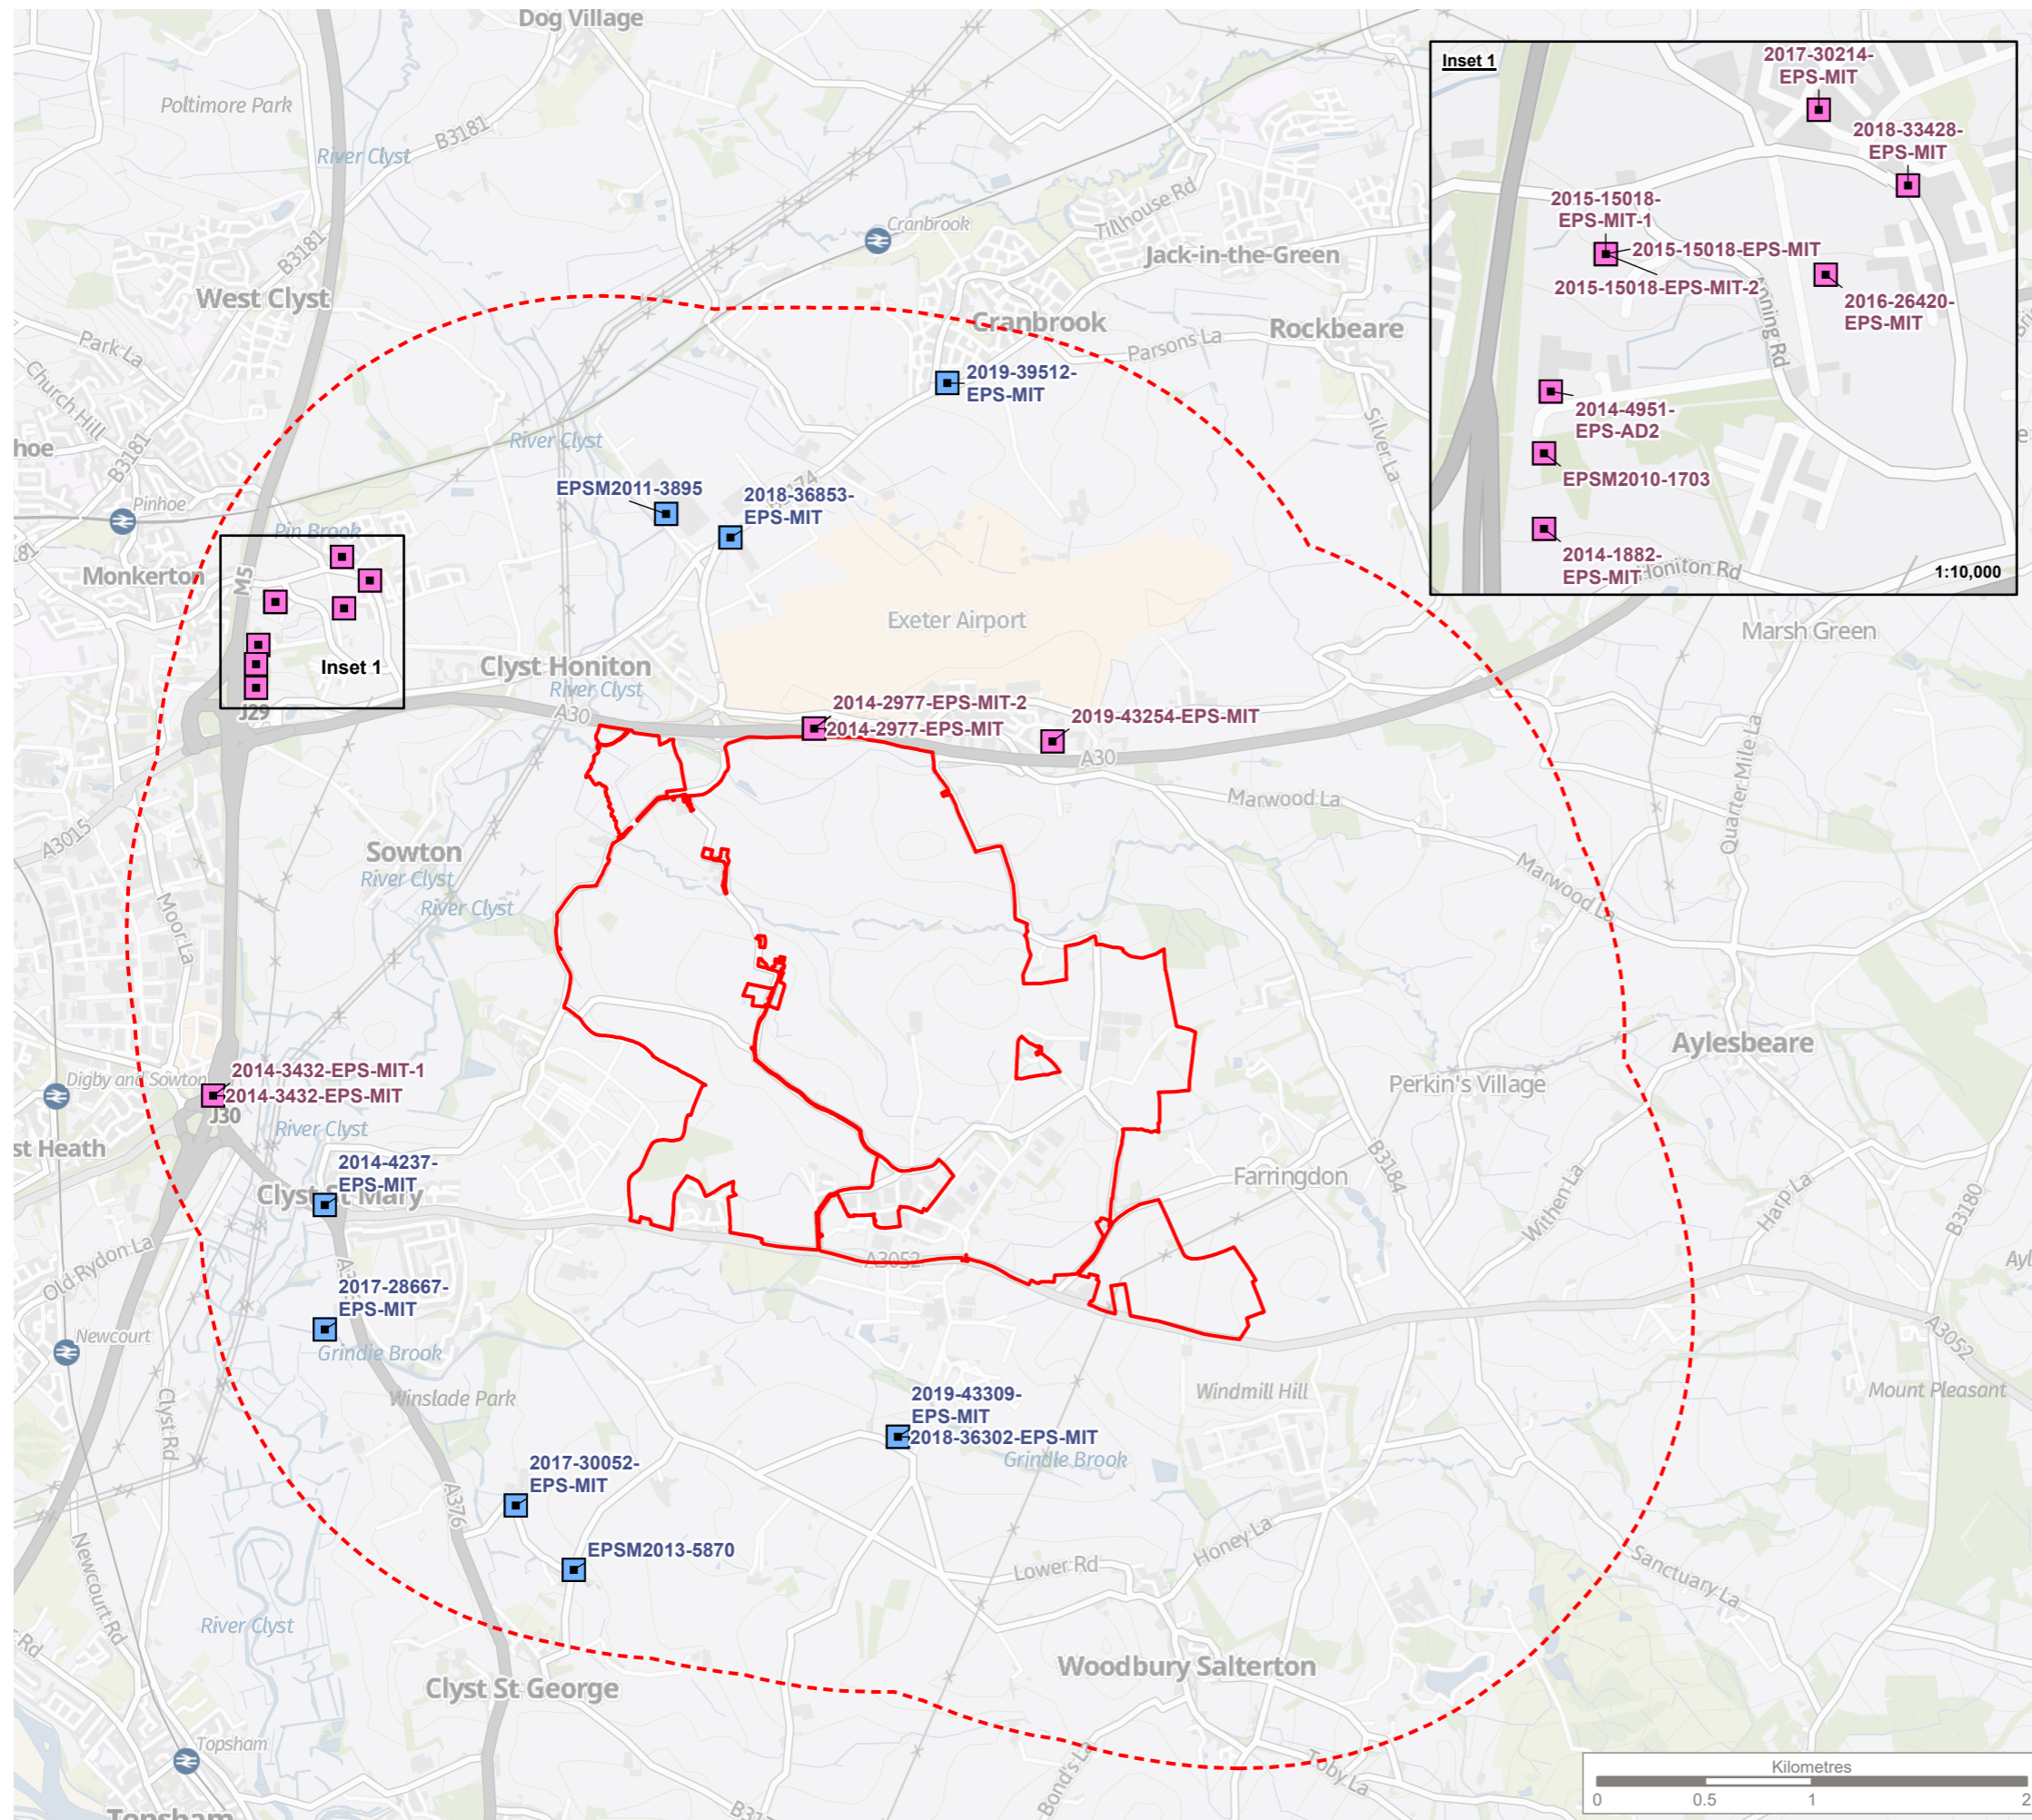 Dog Village
Poltimore Park
River Clyst
B3181
B3181
West Clyst
Park La
Church Hill
B3181
hoe
Pinhoe
Pin Brook
Monkerton
M5
Inset 1
J29
Cranbrook
Tillhouse Rd
Jack-in-the-Green
Cranbrook
Rockbeare
Parsons La
Silver La
2019-39512-
EPS-MIT
River Clyst
EPSM2011-3895
2018-36853-
EPS-MIT
Exeter Airport
Clyst Honiton
River Clyst
A30
2014-2977-EPS-MIT-2
2014-2977-EPS-MIT
2019-43254-EPS-MIT
A30
Marsh Green
Inset 1
2017-30214-
EPS-MIT
2018-33428-
EPS-MIT
2015-15018-
EPS-MIT-1
2015-15018-EPS-MIT
2015-15018-EPS-MIT-2
2016-26420-
EPS-MIT
2014-4951-
EPS-AD2
EPSM2010-1703
2014-1882-
EPS-MIT
Honiton Rd
1:10,000
Marwood La
Quarter Mile La
Marwood La
A3015
Sowton
River Clyst
River Clyst
Moor La
Aylesbeare
Perkin's Village
Digby and Sowton
2014-3432-EPS-MIT-1
2014-3432-EPS-MIT
J30
River Clyst
st Heath
2014-4237-
EPS-MIT
Clyst St Mary
Farringdon
B3184
Withen La
Harp La
B3180
Old Rydon La
A3052
2017-28667-
EPS-MIT
Newcourt
Grindle Brook
A3052
Winslade Park
Clyst Rd
2019-43309-
EPS-MIT
2018-36302-EPS-MIT
Grindle Brook
Windmill Hill
Mount Pleasant
2017-30052-
EPS-MIT
A376
EPSM2013-5870
Honey La
Lower Rd
Sanctuary La
Newcourt Rd
River Clyst
Clyst St George
Woodbury Salterton
Topsham
Topsham
Bond's La
Toby La
Kilometres
0 0.5 1 2